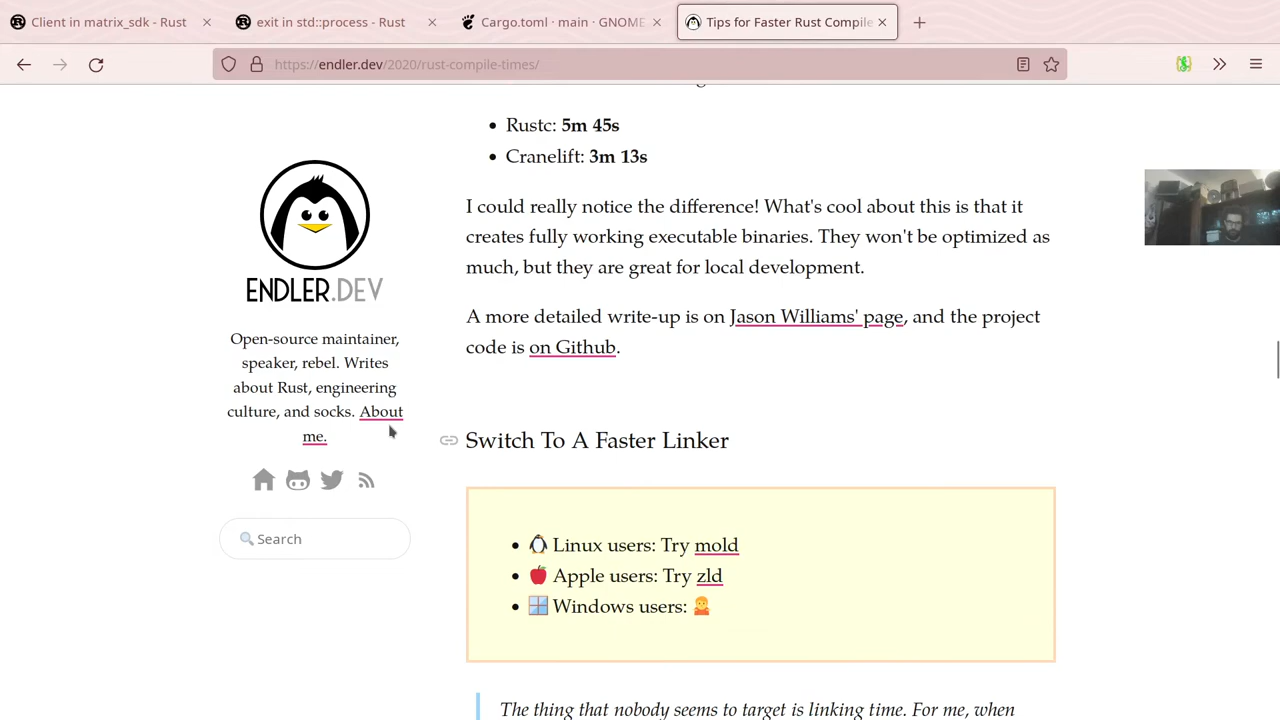 Client in matrix_sdk - Rust
exit in std::process - Rust
Cargo.toml · main · GNOME
Tips for Faster Rust Compile
https://endler.dev/2020/rust-compile-times/
Rustc: 5m 45s
Cranelift: 3m 13s
I could really notice the difference! What's cool about this is that it
creates fully working executable binaries. They won't be optimized as
much, but they are great for local development.
A more detailed write-up is on Jason Williams' page, and the project
code is on Github.
ENDLER.DEV
Open-source maintainer,
speaker, rebel. Writes
about Rust, engineering
culture, and socks. About
me.
Search
Switch To A Faster Linker
Linux users: Try mold
Apple users: Try zld
Windows users:
The thing that nobody seems to target is linking time. For me, when